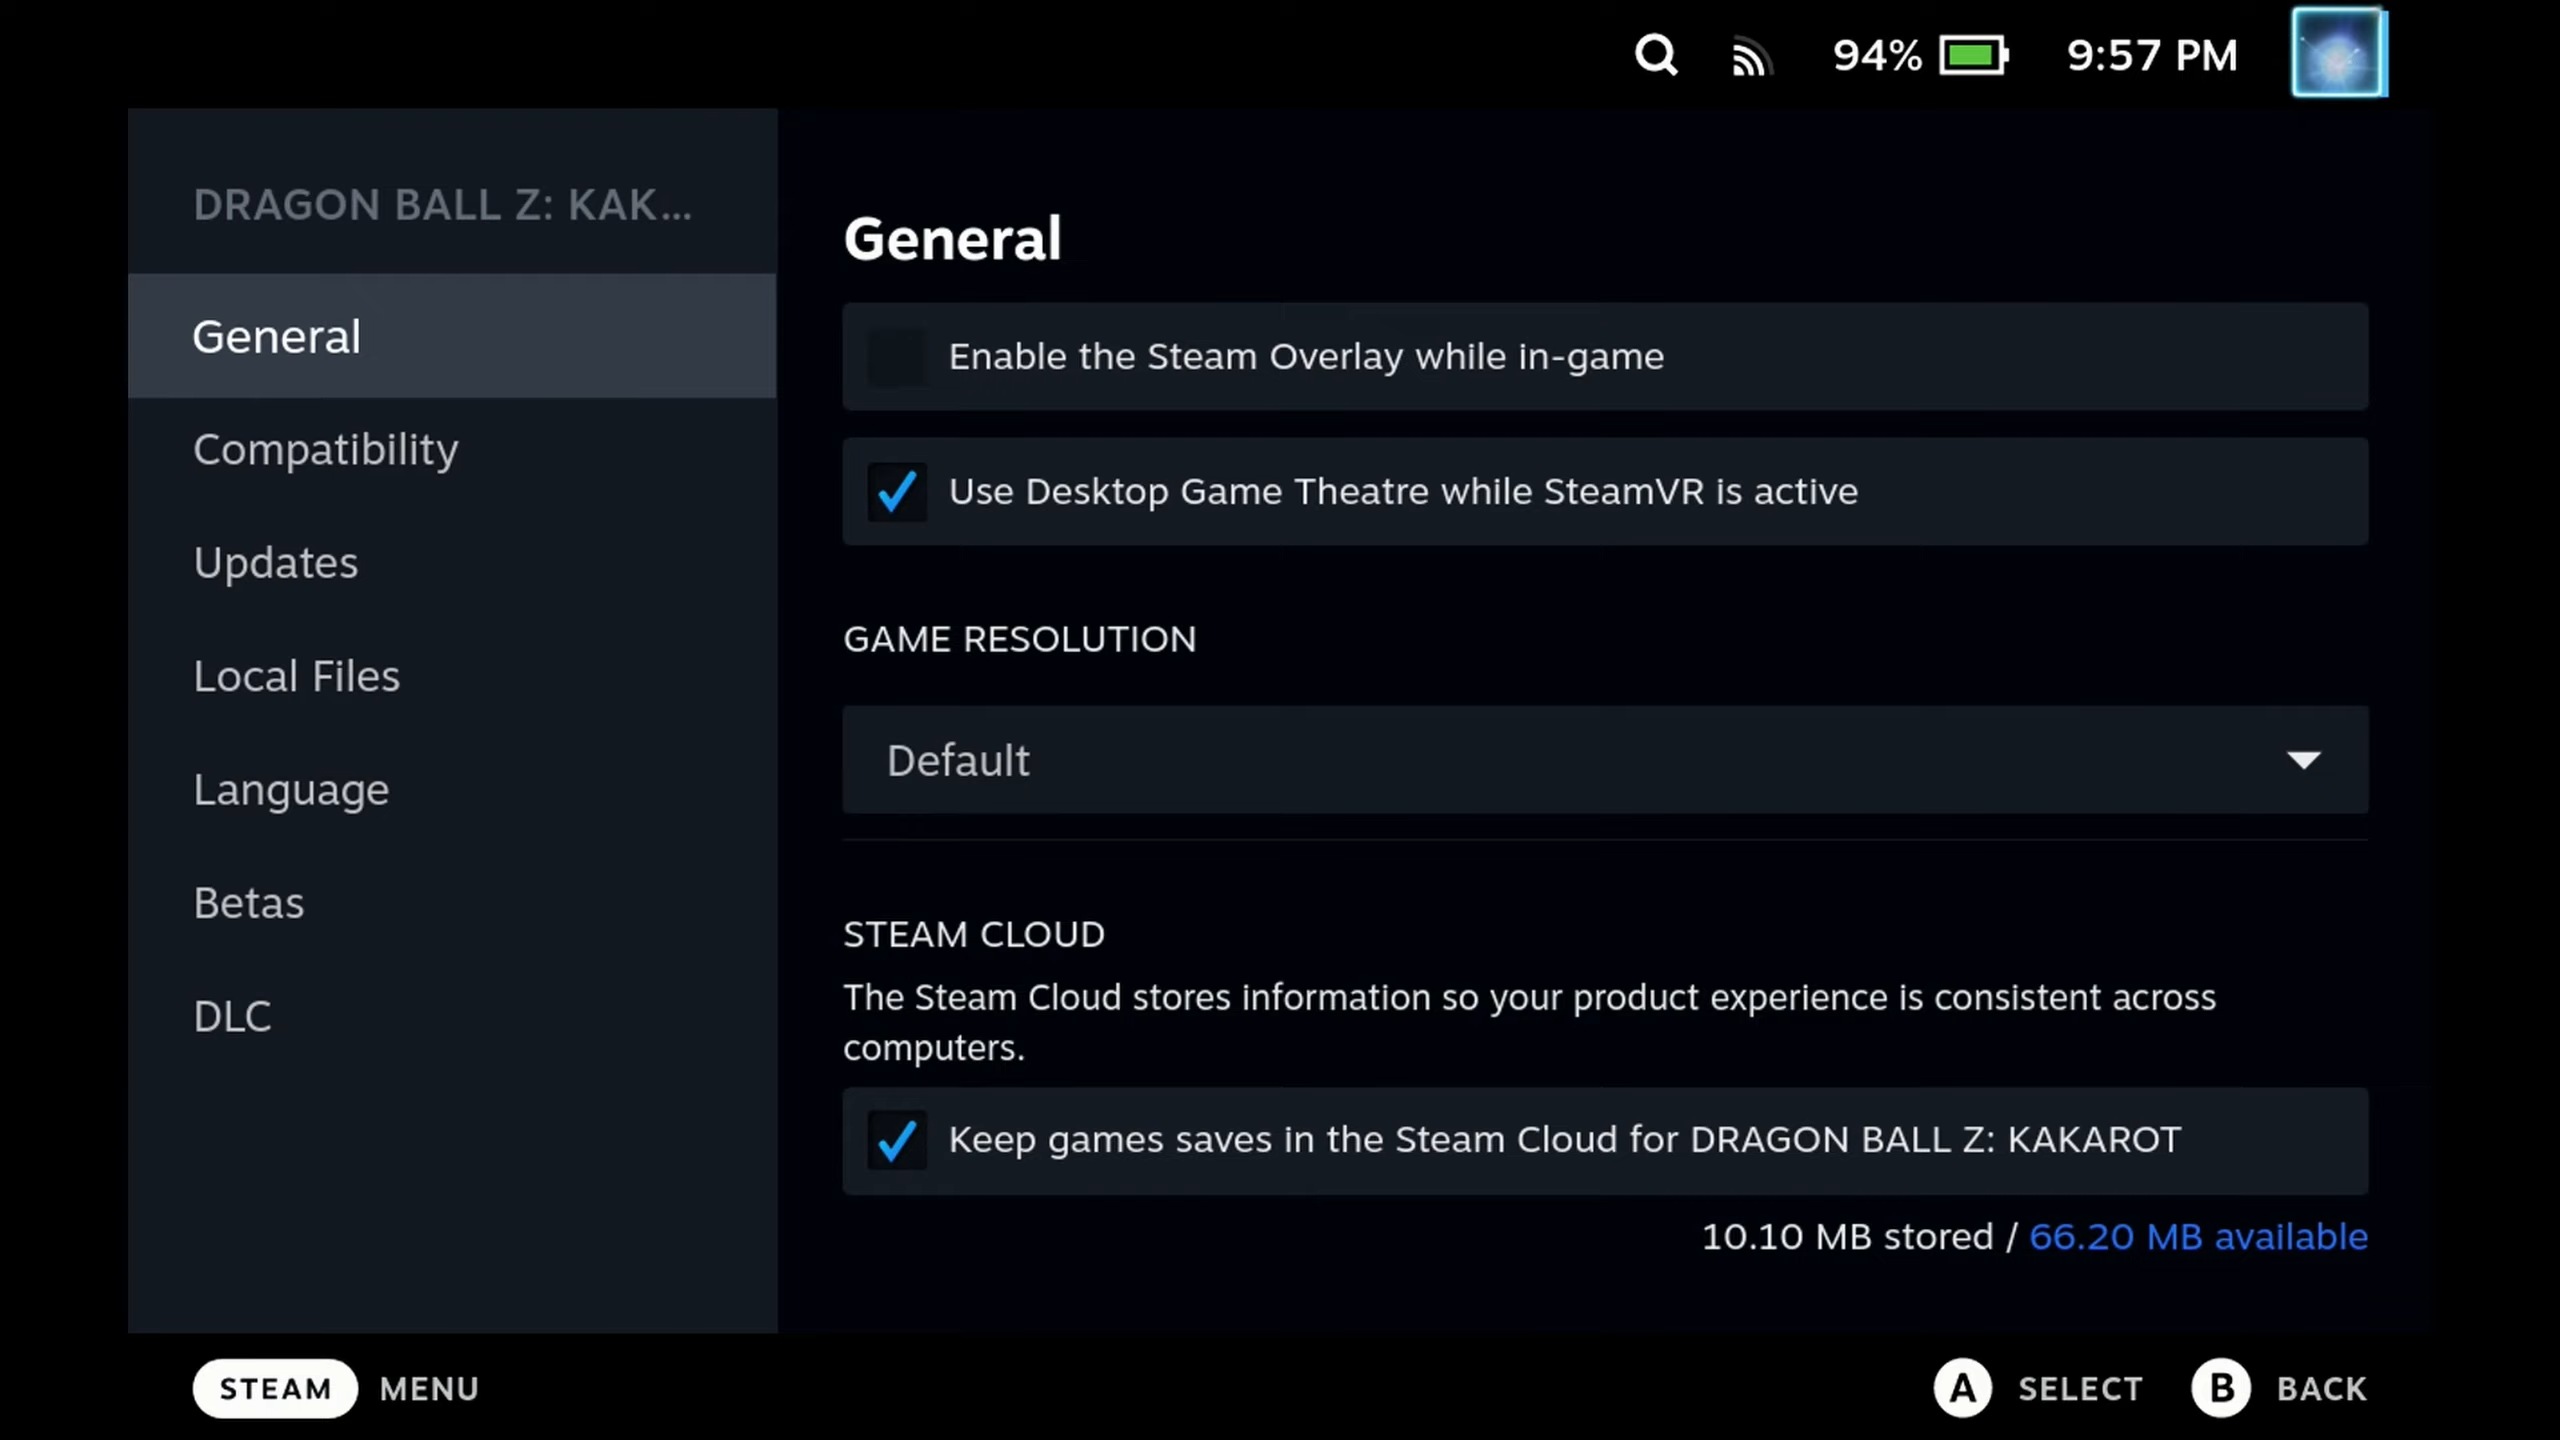 94%
9:57 PM
DRAGON BALL Z: KAK...
General
Compatibility
Updates
Local Files
Language
Betas
DLC
General
Enable the Steam Overlay while in-game
Use Desktop Game Theatre while SteamVR is active
GAME RESOLUTION
Default
STEAM CLOUD
The Steam Cloud stores information so your product experience is consistent across
computers.
Keep games saves in the Steam Cloud for DRAGON BALL Z: KAKAROT
10.10 MB stored / 66.20 MB available
STEAM MENU
A SELECT B BACK